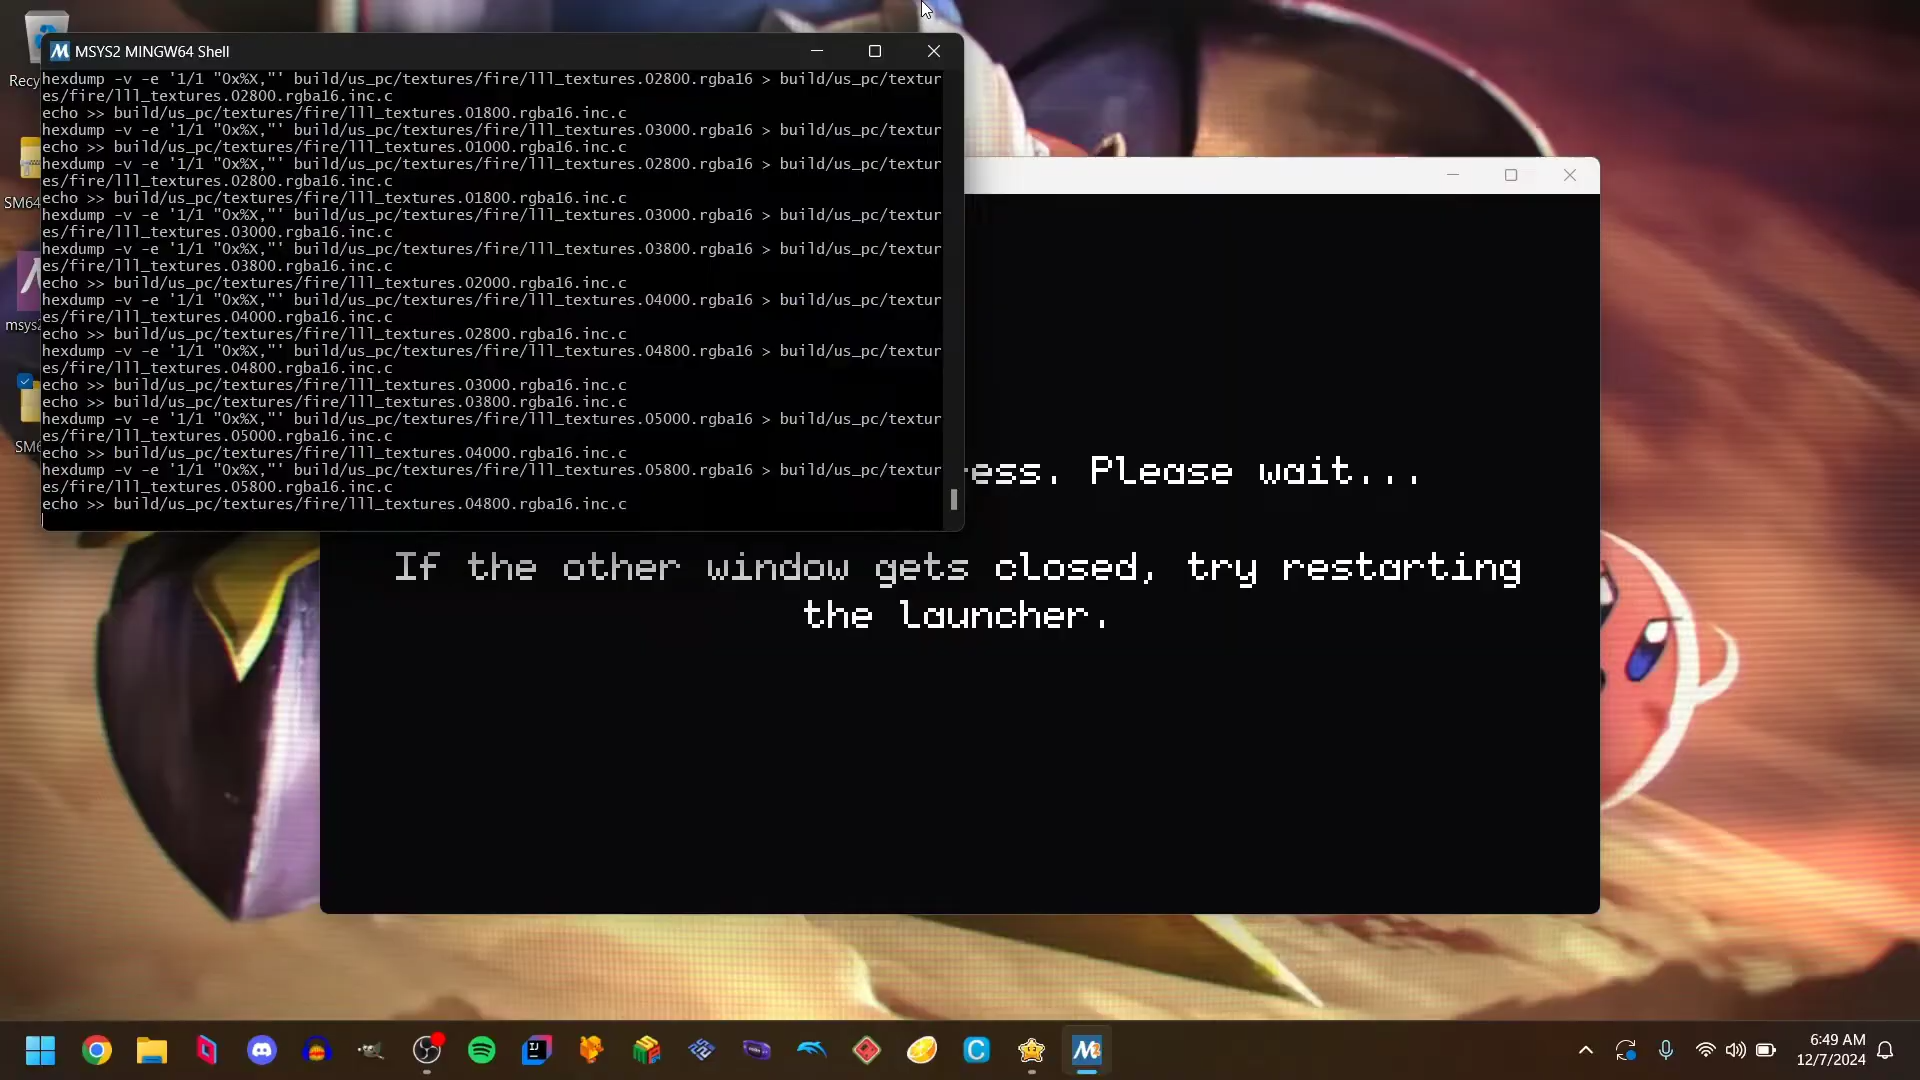 MSYS2 MINGW64 Shell
hexdump -v -e '1/1 "0x%X,"' build/us_pc/textures/fire/lll_textures.02800.rgba16 > build/us_pc/textur
es/fire/lll_textures.02800.rgba16.inc.c
echo >> build/us_pc/textures/fire/lll_textures.01800.rgba16.inc.c
hexdump -v -e '1/1 "0x%X,"' build/us_pc/textures/fire/lll_textures.03000.rgba16 > build/us_pc/textur
echo >> build/us_pc/textures/fire/lll_textures.01000.rgba16.inc.c
hexdump -v -e '1/1 "0x%X,"' build/us_pc/textures/fire/lll_textures.02800.rgba16 > build/us_pc/textur
es/fire/lll_textures.02800.rgba16.inc.c
echo >> build/us_pc/textures/fire/lll_textures.01800.rgba16.inc.c
hexdump -v -e '1/1 "0x%X,"' build/us_pc/textures/fire/lll_textures.03000.rgba16 > build/us_pc/textur
es/fire/lll_textures.03000.rgba16.inc.c
hexdump -v -e '1/1 "0x%X,"' build/us_pc/textures/fire/lll_textures.03800.rgba16 > build/us_pc/textur
es/fire/lll_textures.03800.rgba16.inc.c
echo >> build/us_pc/textures/fire/lll_textures.02000.rgba16.inc.c
hexdump -v -e '1/1 "0x%X,"' build/us_pc/textures/fire/lll_textures.04000.rgba16 > build/us_pc/textur
es/fire/lll_textures.04000.rgba16.inc.c
echo >> build/us_pc/textures/fire/lll_textures.02800.rgba16.inc.c
hexdump -v -e '1/1 "0x%X,"' build/us_pc/textures/fire/lll_textures.04800.rgba16 > build/us_pc/textur
es/fire/lll_textures.04800.rgba16.inc.c
echo >> build/us_pc/textures/fire/lll_textures.03000.rgba16.inc.c
echo >> build/us_pc/textures/fire/lll_textures.03800.rgba16.inc.c
hexdump -v -e '1/1 "0x%X,"' build/us_pc/textures/fire/lll_textures.05000.rgba16 > build/us_pc/textur
es/fire/lll_textures.05000.rgba16.inc.c
echo >> build/us_pc/textures/fire/lll_textures.04000.rgba16.inc.c
hexdump -v -e '1/1 "0x%X,"' build/us_pc/textures/fire/lll_textures.05800.rgba16 > build/us_pc/textur
es/fire/lll_textures.05800.rgba16.inc.c
echo >> build/us_pc/textures/fire/lll_textures.04800.rgba16.inc.c
Recy
SM64
msys2
SM6
ess. Please wait...
If the other window gets closed, try restarting
the launcher.
6:49 AM
12/7/2024